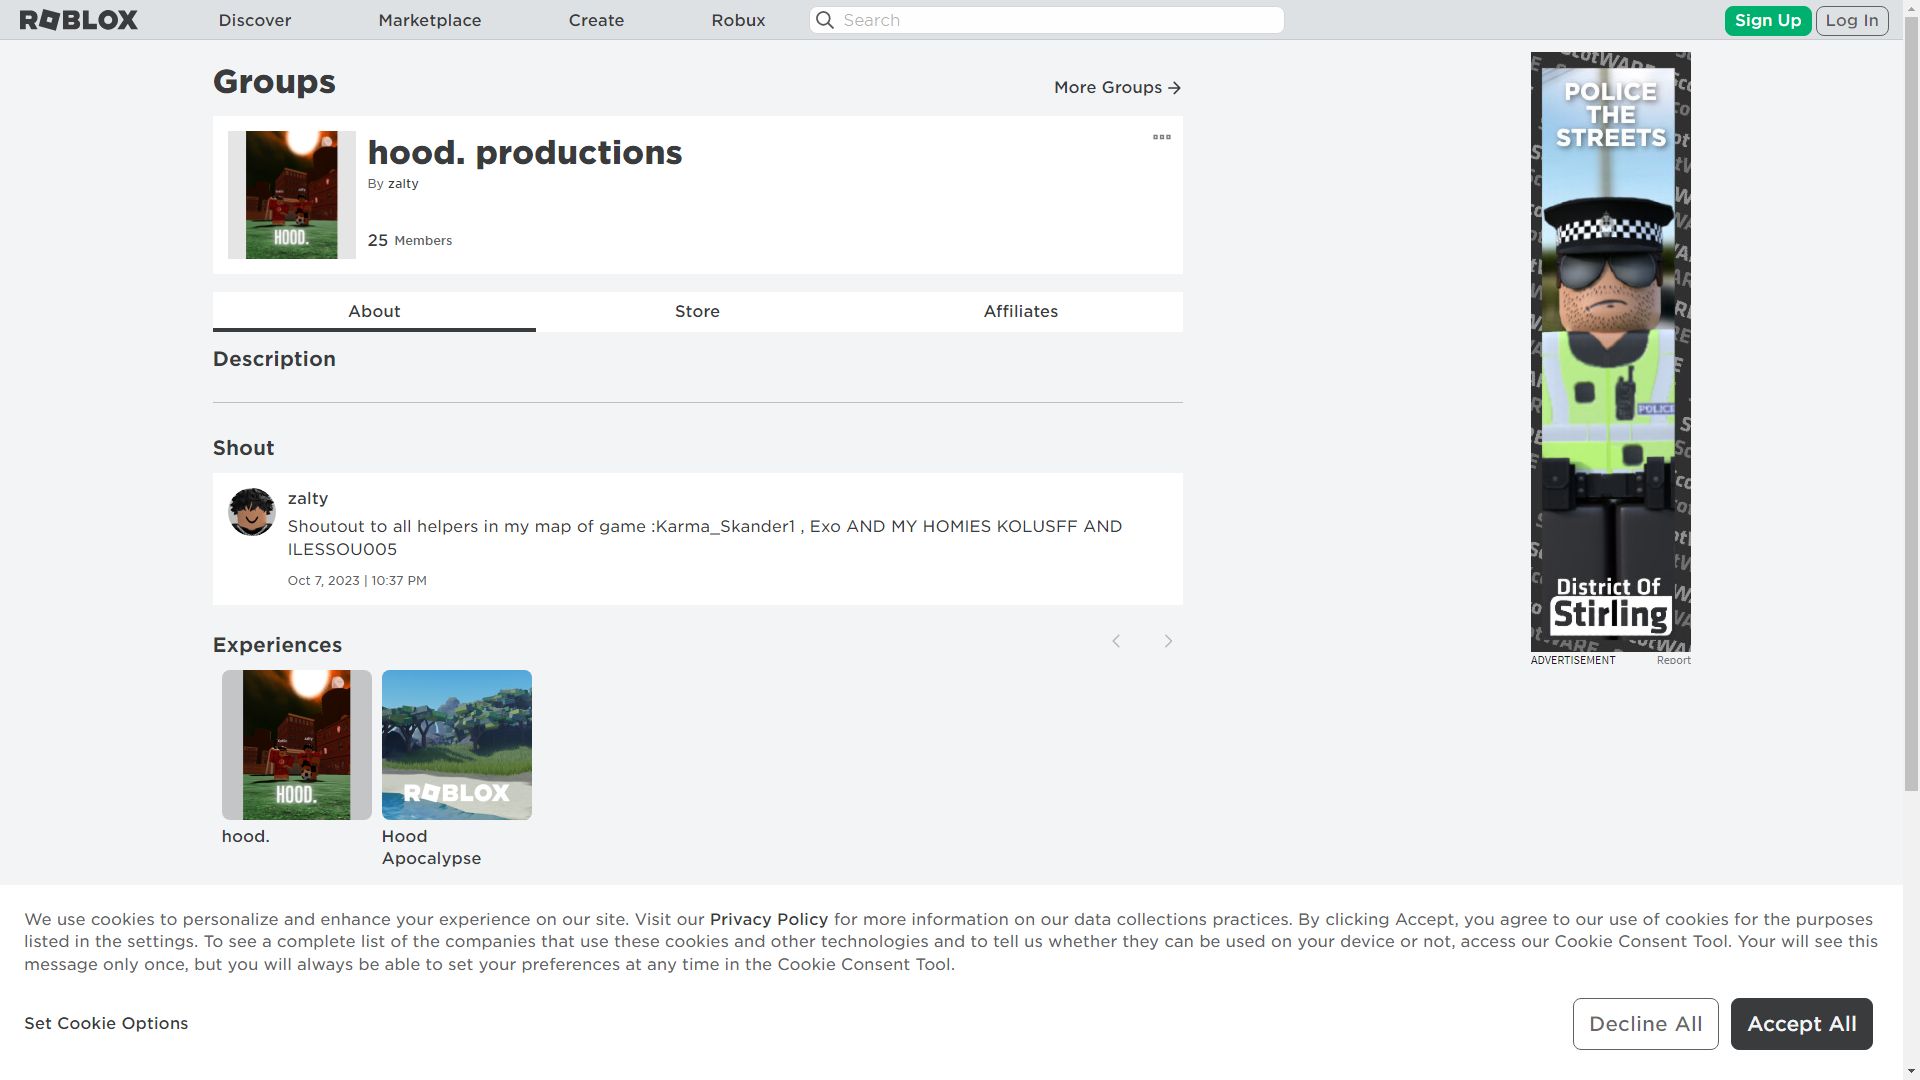 ROBLOX
Discover
Marketplace
Create
Robux
Search
Sign Up
Log In
Groups
More Groups
HOOD.
hood. productions
By zalty
25 Members
About
Store
Affiliates
Description
Shout
zalty
Shoutout to all helpers in my map of game :Karma_Skander1 , Exo AND MY HOMIES KOLUSFF AND
ILESSOU005
Oct 7, 2023 | 10:37 PM
Experiences
HOOD.
hood.
ROBLOX
Hood
Apocalypse
POLICE
THE
STREETS
POLICE
District Of
Stirling
ADVERTISEMENT
Report
We use cookies to personalize and enhance your experience on our site. Visit our Privacy Policy for more information on our data collections practices. By clicking Accept, you agree to our use of cookies for the purposes
listed in the settings. To see a complete list of the companies that use these cookies and other technologies and to tell us whether they can be used on your device or not, access our Cookie Consent Tool. Your will see this
message only once, but you will always be able to set your preferences at any time in the Cookie Consent Tool.
Set Cookie Options
Decline All
Accept All